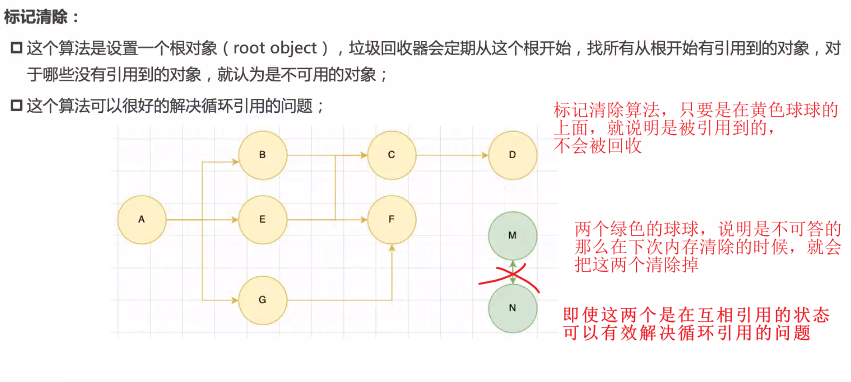 标记清除：
这个算法是设置一个根对象（root object），垃圾回收器会定期从这个根开始，找所有从根开始有引用到的对象，对
于哪些没有引用到的对象，就认为是不可用的对象；
这个算法可以很好的解决循环引用的问题；
标记清除算法，只要是在黄色球球的
上面，就说明是被引用到的，
不会被回收
B
C
D
A
E
F
M
两个绿色的球球，说明是不可答的
那么在下次内存清除的时候，就会
把这两个清除掉
G
N
即使这两个是在互相引用的状态
可以有效解决循环引用的问题